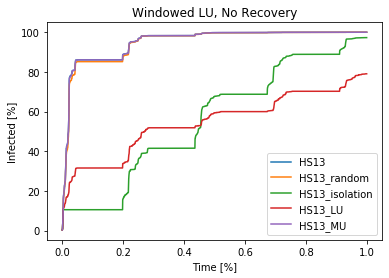 Windowed LU, No Recovery
100
80
60
40
20
0
Infected [%]
HS13
HS13_random
HS13_isolation
HS13_LU
HS13_MU
0.0 0.2 0.4 0.6 0.8 1.0
Time [%]